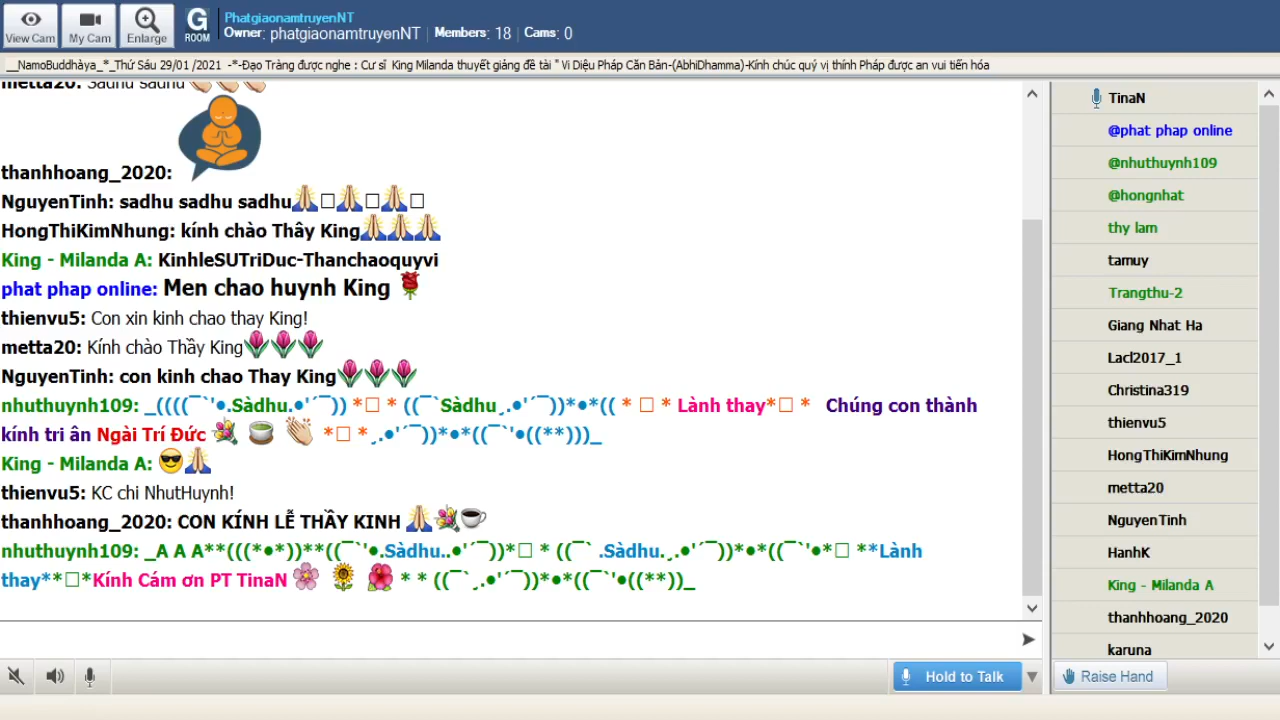 View Cam
My Cam
Enlarge
G
ROOM
PhatgiaonamtruyenNT
Owner: phatgiaonamtruyenNT | Members: 18 | Cams: 0
__NamoBuddhàya_*_Thứ Sáu 29/01 /2021 -*-Đạo Tràng được nghe : Cư sĩ King Milanda thuyết giảng đề tài " Vi Diệu Pháp Căn Bản-(AbhiDhamma)-Kính chúc quý vị thính Pháp được an vui tiến hóa
metta20: Sadhu sadhu 👏🏻👏🏻👏🏻
thanhhoang_2020:
NguyenTinh: sadhu sadhu sadhu🙏🏻□🙏🏻□🙏🏻□
HongThiKimNhung: kính chào Thây King🙏🏻🙏🏻🙏🏻
King - Milanda A: KinhleSUTriDuc-Thanchaoquyvi
phat phap online: Men chao huynh King 🌹
thienvu5: Con xin kinh chao thay King!
metta20: Kính chào Thầy King🌷🌷🌷
NguyenTinh: con kinh chao Thay King🌷🌷🌷
nhuthuynh109: _((((¯`'•.Sàdhu.•'´¯)) *□ * ((¯`Sàdhu¸.•'´¯))*•*(( * □ * Lành thay*□ * Chúng con thành
kính tri ân Ngài Trí Đức 💐 🍵 👏🏻 *□ *¸.•'´¯))*•*((¯`'•((**)))_
King - Milanda A: 😎🙏🏻
thienvu5: KC chi NhutHuynh!
thanhhoang_2020: CON KÍNH LỄ THẦY KINH 🙏🏻💐☕
nhuthuynh109: _A A A**(((*•*))**((¯`'•.Sàdhu..•'´¯))*□ * ((¯` .Sàdhu.¸.•'´¯))*•*((¯`'•*□ **Lành
thay**□*Kính Cám ơn PT TinaN 🌸 🌻 🌺 * * ((¯`¸.•'´¯))*•*((¯`'•((**))_
Hold to Talk
TinaN
@phat phap online
@nhuthuynh109
@hongnhat
thy lam
tamuy
Trangthu-2
Giang Nhat Ha
Lacl2017_1
Christina319
thienvu5
HongThiKimNhung
metta20
NguyenTinh
HanhK
King - Milanda A
thanhhoang_2020
karuna
Raise Hand